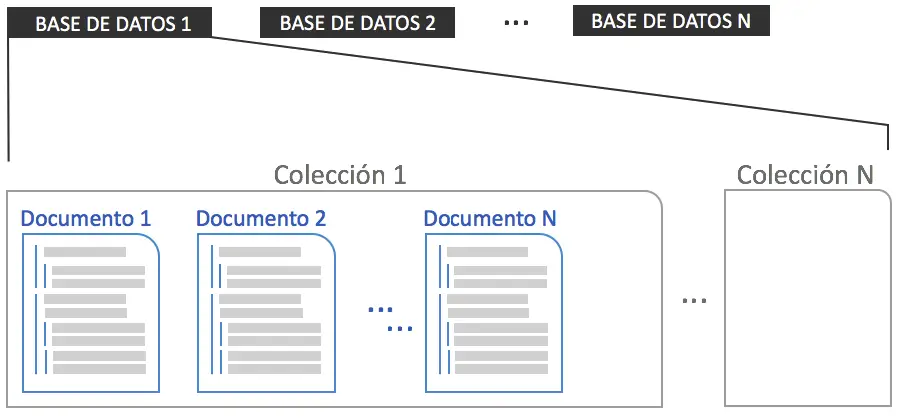 BASE DE DATOS 1 BASE DE DATOS 2 ... BASE DE DATOS N
Colección 1 Colección N
Documento 1 Documento 2 Documento N
... ...
...